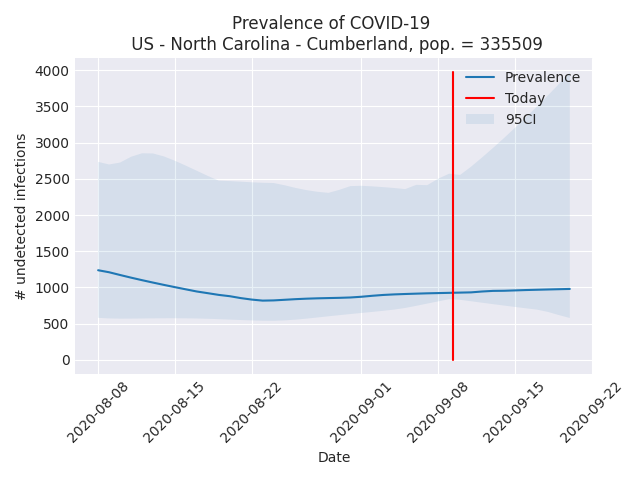 Prevalence of COVID-19
US - North Carolina - Cumberland, pop. = 335509
4000
3500
3000
2500
2000
1500
1000
500
0
# undetected infections
Prevalence
Today
95CI
2020-08-08
2020-08-15
2020-08-22
2020-09-01
2020-09-08
2020-09-15
2020-09-22
Date